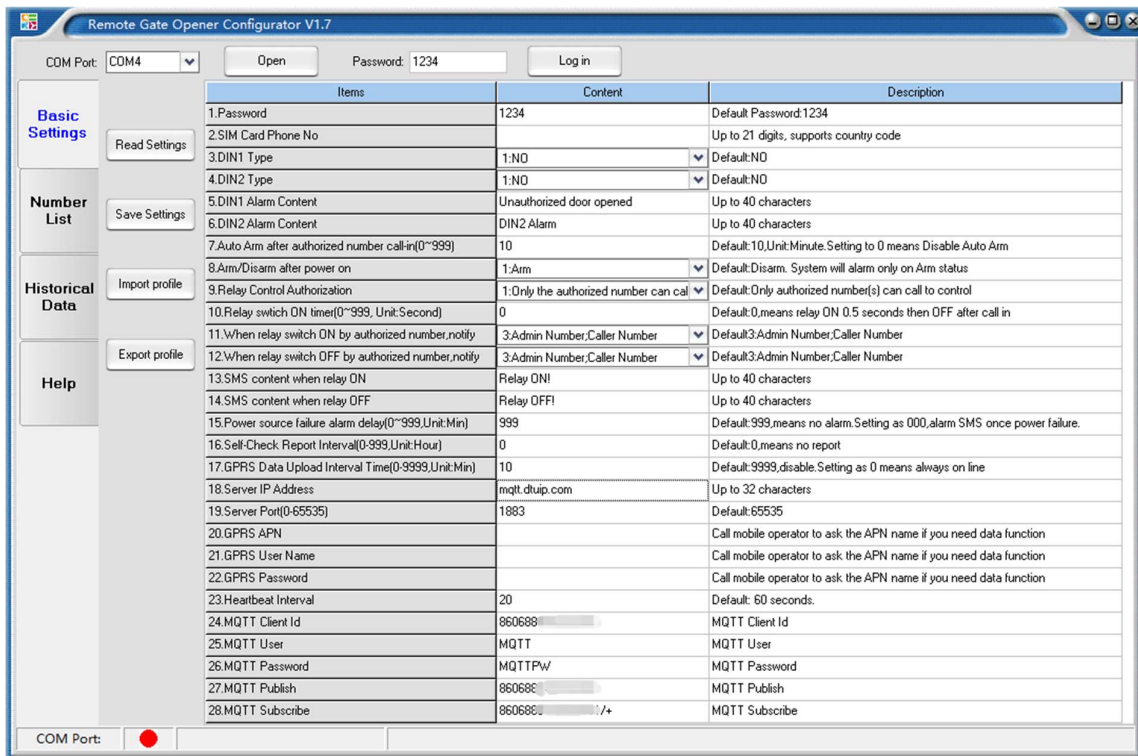 Remote Gate Opener Configurator V1.7
COM Port: COM4 Open Password: 1234 Log in
Basic Settings
Number List
Historical Data
Help
Read Settings
Save Settings
Import profile
Export profile
Items Content Description
1.Password 1234 Default Password:1234
2.SIM Card Phone No Up to 21 digits, supports country code
3.DIN1 Type 1:NO Default:NO
4.DIN2 Type 1:NO Default:NO
5.DIN1 Alarm Content Unauthorized door opened Up to 40 characters
6.DIN2 Alarm Content DIN2 Alarm Up to 40 characters
7.Auto Arm after authorized number call-in(0~999) 10 Default:10,Unit:Minute.Setting to 0 means Disable Auto Arm
8.Arm/Disarm after power on 1:Arm Default:Disarm. System will alarm only on Arm status
9.Relay Control Authorization 1:Only the authorized number can cal Default:Only authorized number(s) can call to control
10.Relay swtich ON timer(0~999, Unit:Second) 0 Default:0,means relay ON 0.5 seconds then OFF after call in
11.When relay switch ON by authorized number,notify 3:Admin Number;Caller Number Default3:Admin Number;Caller Number
12.When relay switch OFF by authorized number,notify 3:Admin Number;Caller Number Default3:Admin Number;Caller Number
13.SMS content when relay ON Relay ON! Up to 40 characters
14.SMS content when relay OFF Relay OFF! Up to 40 characters
15.Power source failure alarm delay(0~999,Unit:Min) 999 Default:999,means no alarm.Setting as 000,alarm SMS once power failure.
16.Self-Check Report Interval(0-999,Unit:Hour) 0 Default:0,means no report
17.GPRS Data Upload Interval Time(0-9999,Unit:Min) 10 Default:9999,disable.Setting as 0 means always on line
18.Server IP Address mqtt.dtuip.com Up to 32 characters
19.Server Port(0-65535) 1883 Default:65535
20.GPRS APN Call mobile operator to ask the APN name if you need data function
21.GPRS User Name Call mobile operator to ask the APN name if you need data function
22.GPRS Password Call mobile operator to ask the APN name if you need data function
23.Heartbeat Interval 20 Default: 60 seconds.
24.MQTT Client Id 860688 MQTT Client Id
25.MQTT User MQTT MQTT User
26.MQTT Password MQTTPW MQTT Password
27.MQTT Publish 86068 MQTT Publish
28.MQTT Subscribe 860688 /+ MQTT Subscribe
COM Port: